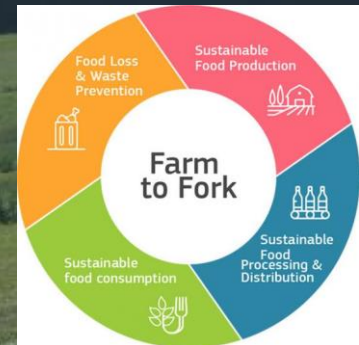 Food Loss
& Waste
Prevention
Sustainable
Food Production
Farm
to Fork
Sustainable
Food
Processing &
Distribution
Sustainable
food consumption